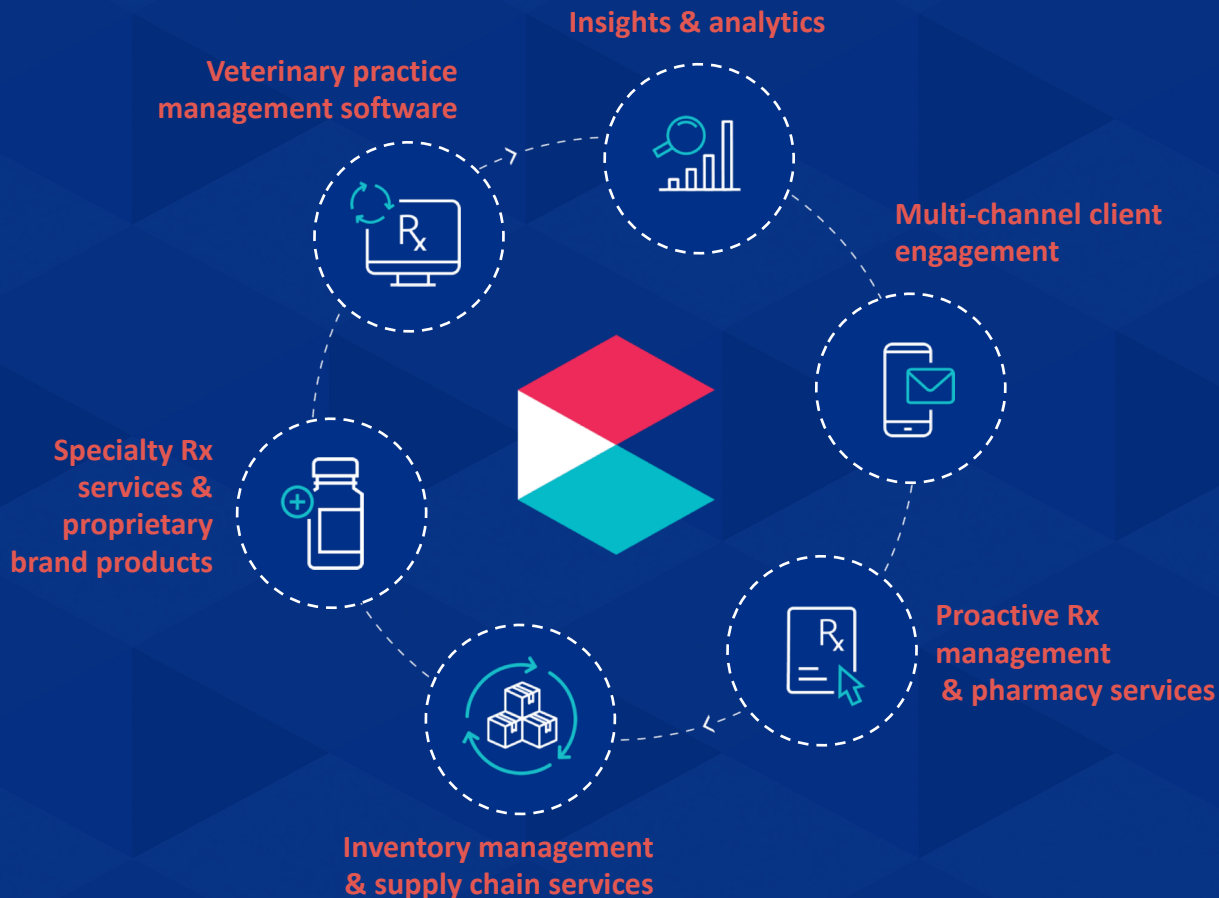 Insights & analytics
Veterinary practice
management software
Rx
Multi-channel client
engagement
Specialty Rx
services &
proprietary
brand products
Proactive Rx
management
& pharmacy services
Rx
Inventory management
& supply chain services